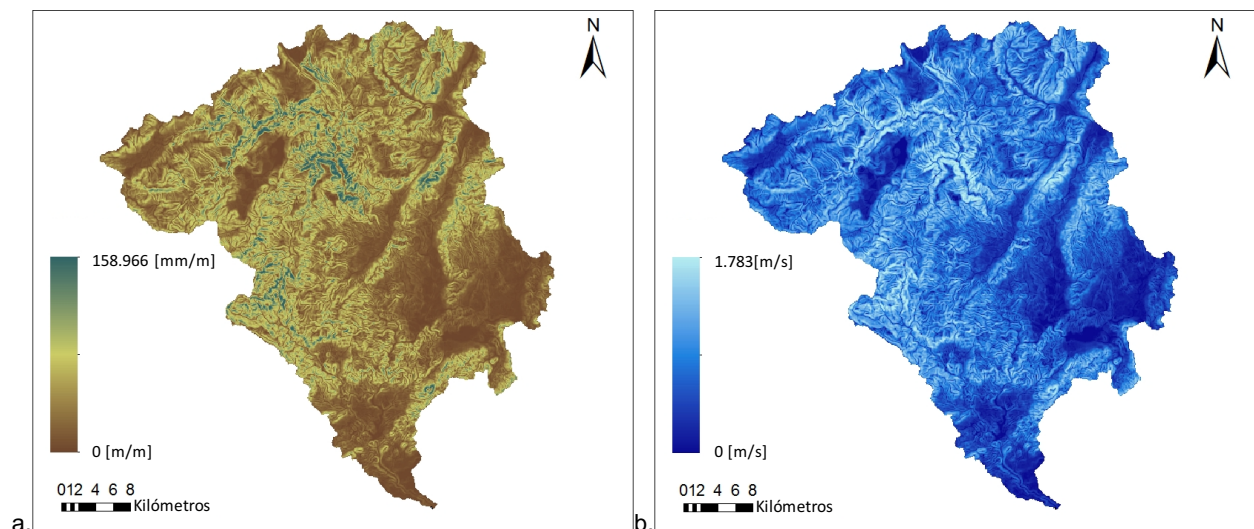 N
158.966 [mm/m]
0 [m/m]
012 4 6 8
Kilómetros
a.
N
1.783[m/s]
0 [m/s]
012 4 6 8
Kilómetros
b.